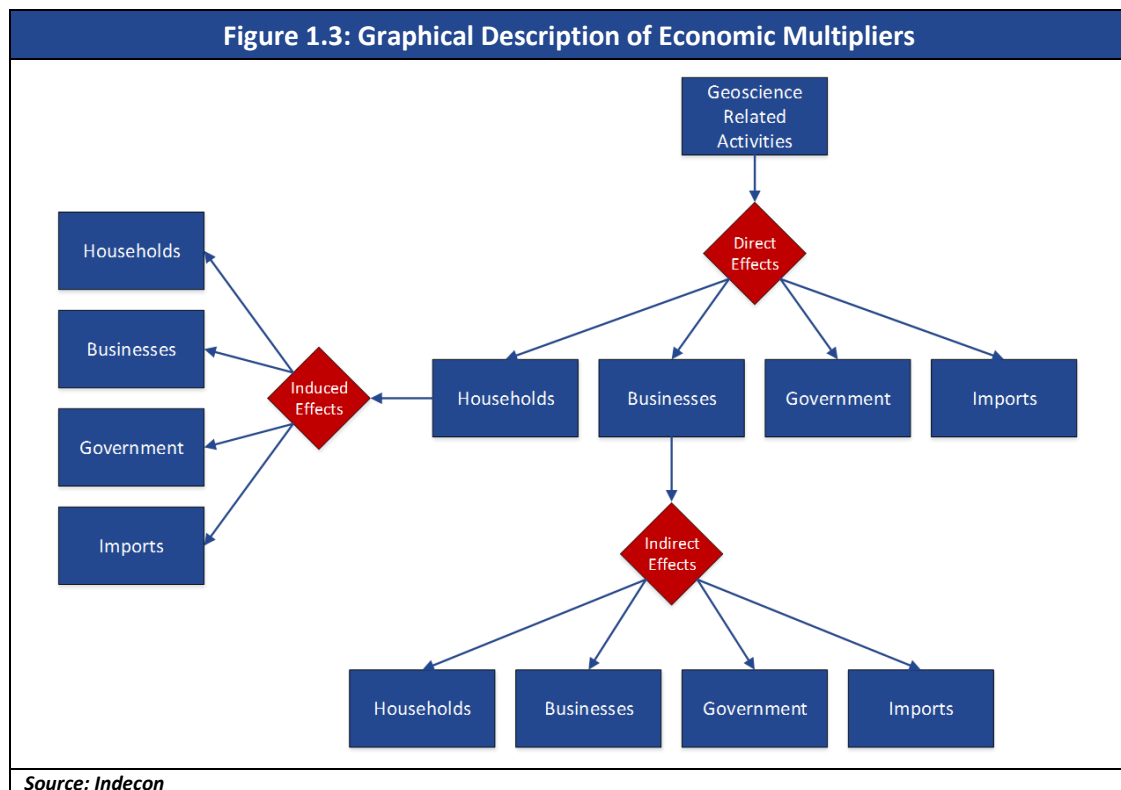 Figure 1.3: Graphical Description of Economic Multipliers
Geoscience
Related
Activities
Direct
Effects
Households
Businesses
Government
Imports
Induced
Effects
Households
Businesses
Government
Imports
Indirect
Effects
Households
Businesses
Government
Imports
Source: Indecon